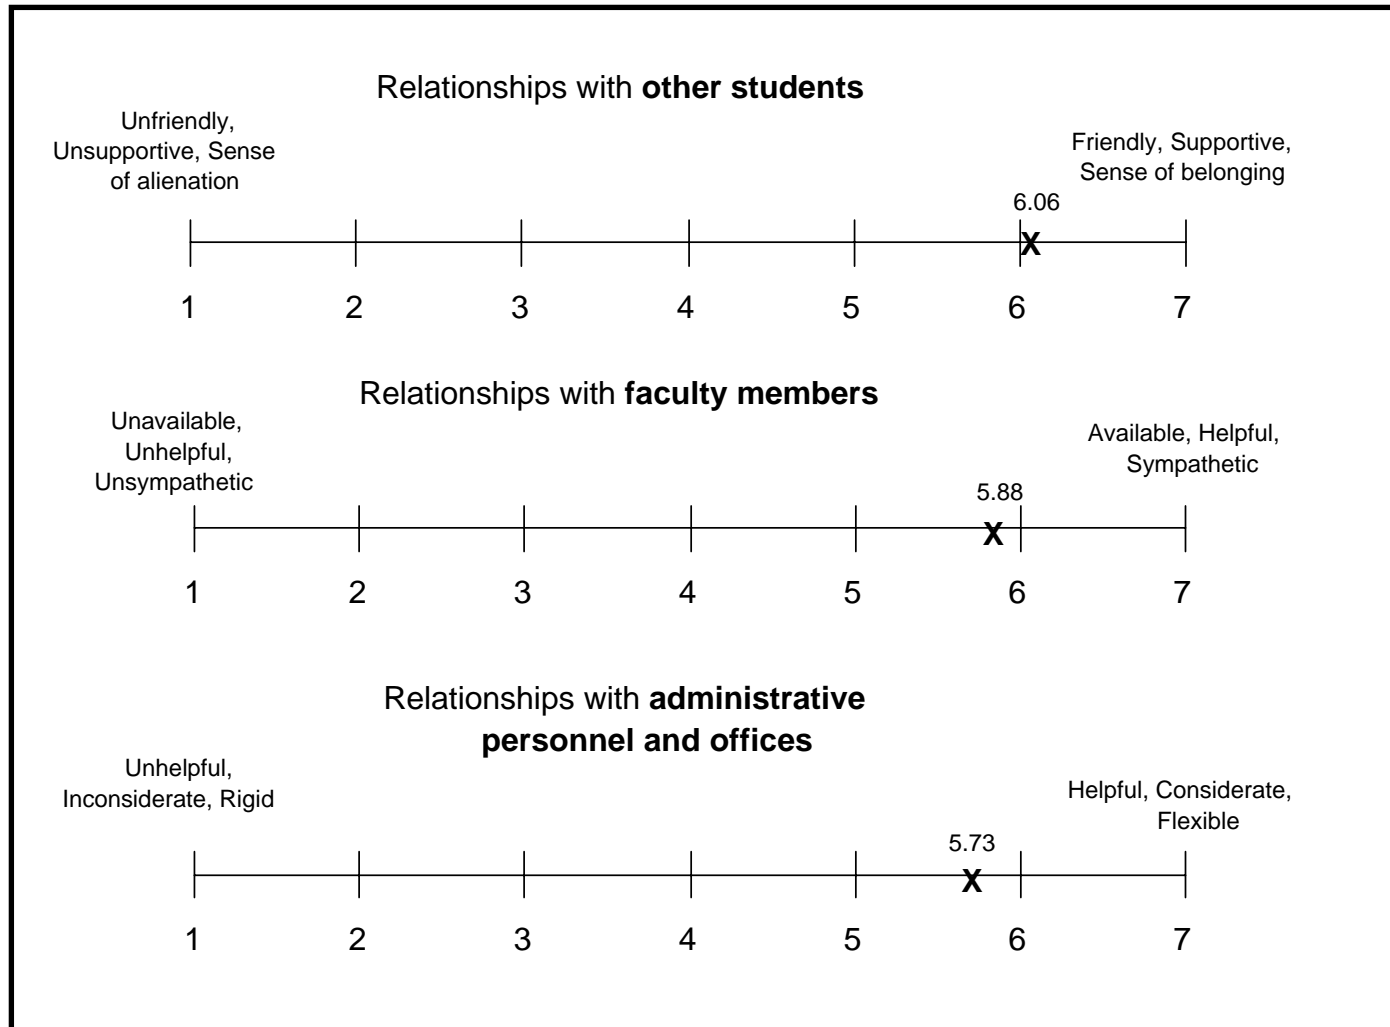 Relationships with other students
Unfriendly,
Unsupportive, Sense
of alienation
Friendly, Supportive,
Sense of belonging
6.06
X
1 2 3 4 5 6 7
Relationships with faculty members
Unavailable,
Unhelpful,
Unsympathetic
Available, Helpful,
Sympathetic
5.88
X
1 2 3 4 5 6 7
Relationships with administrative
personnel and offices
Unhelpful,
Inconsiderate, Rigid
Helpful, Considerate,
Flexible
5.73
X
1 2 3 4 5 6 7